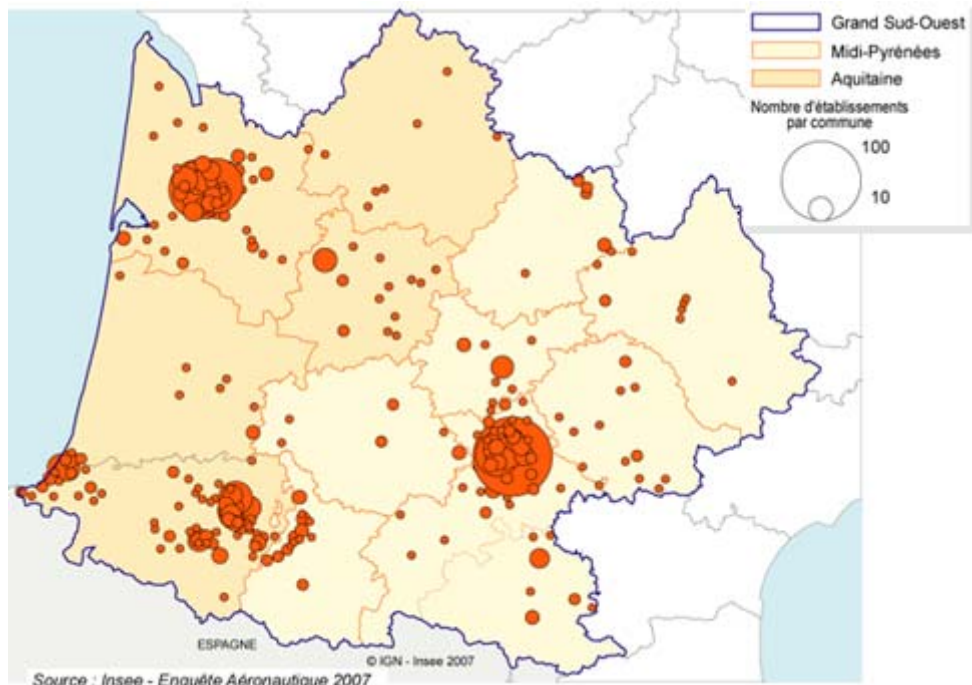 Grand Sud-Ouest
Midi-Pyrénées
Aquitaine
Nombre d'établissements
par commune
100
10
ESPAGNE
© IGN - Insee 2007
Source : Insee - Enquête Aéronautique 2007